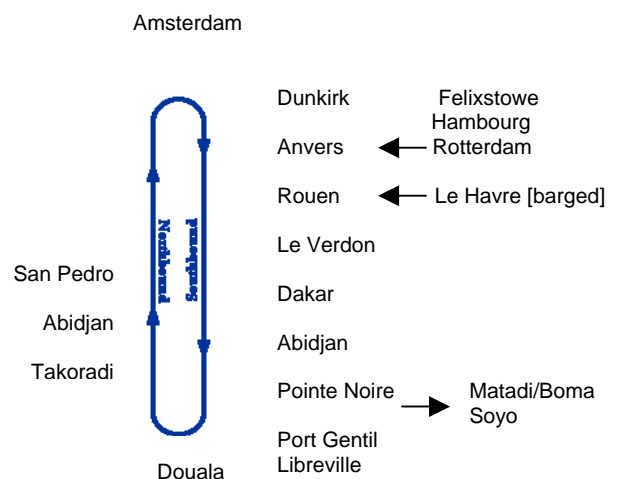 Amsterdam
Dunkirk Felixstowe
Hambourg
Anvers Rotterdam
Rouen Le Havre [barged]
Northbound
Southbound
Le Verdon
San Pedro
Dakar
Abidjan
Abidjan
Takoradi
Pointe Noire Matadi/Boma
Soyo
Port Gentil
Libreville
Douala